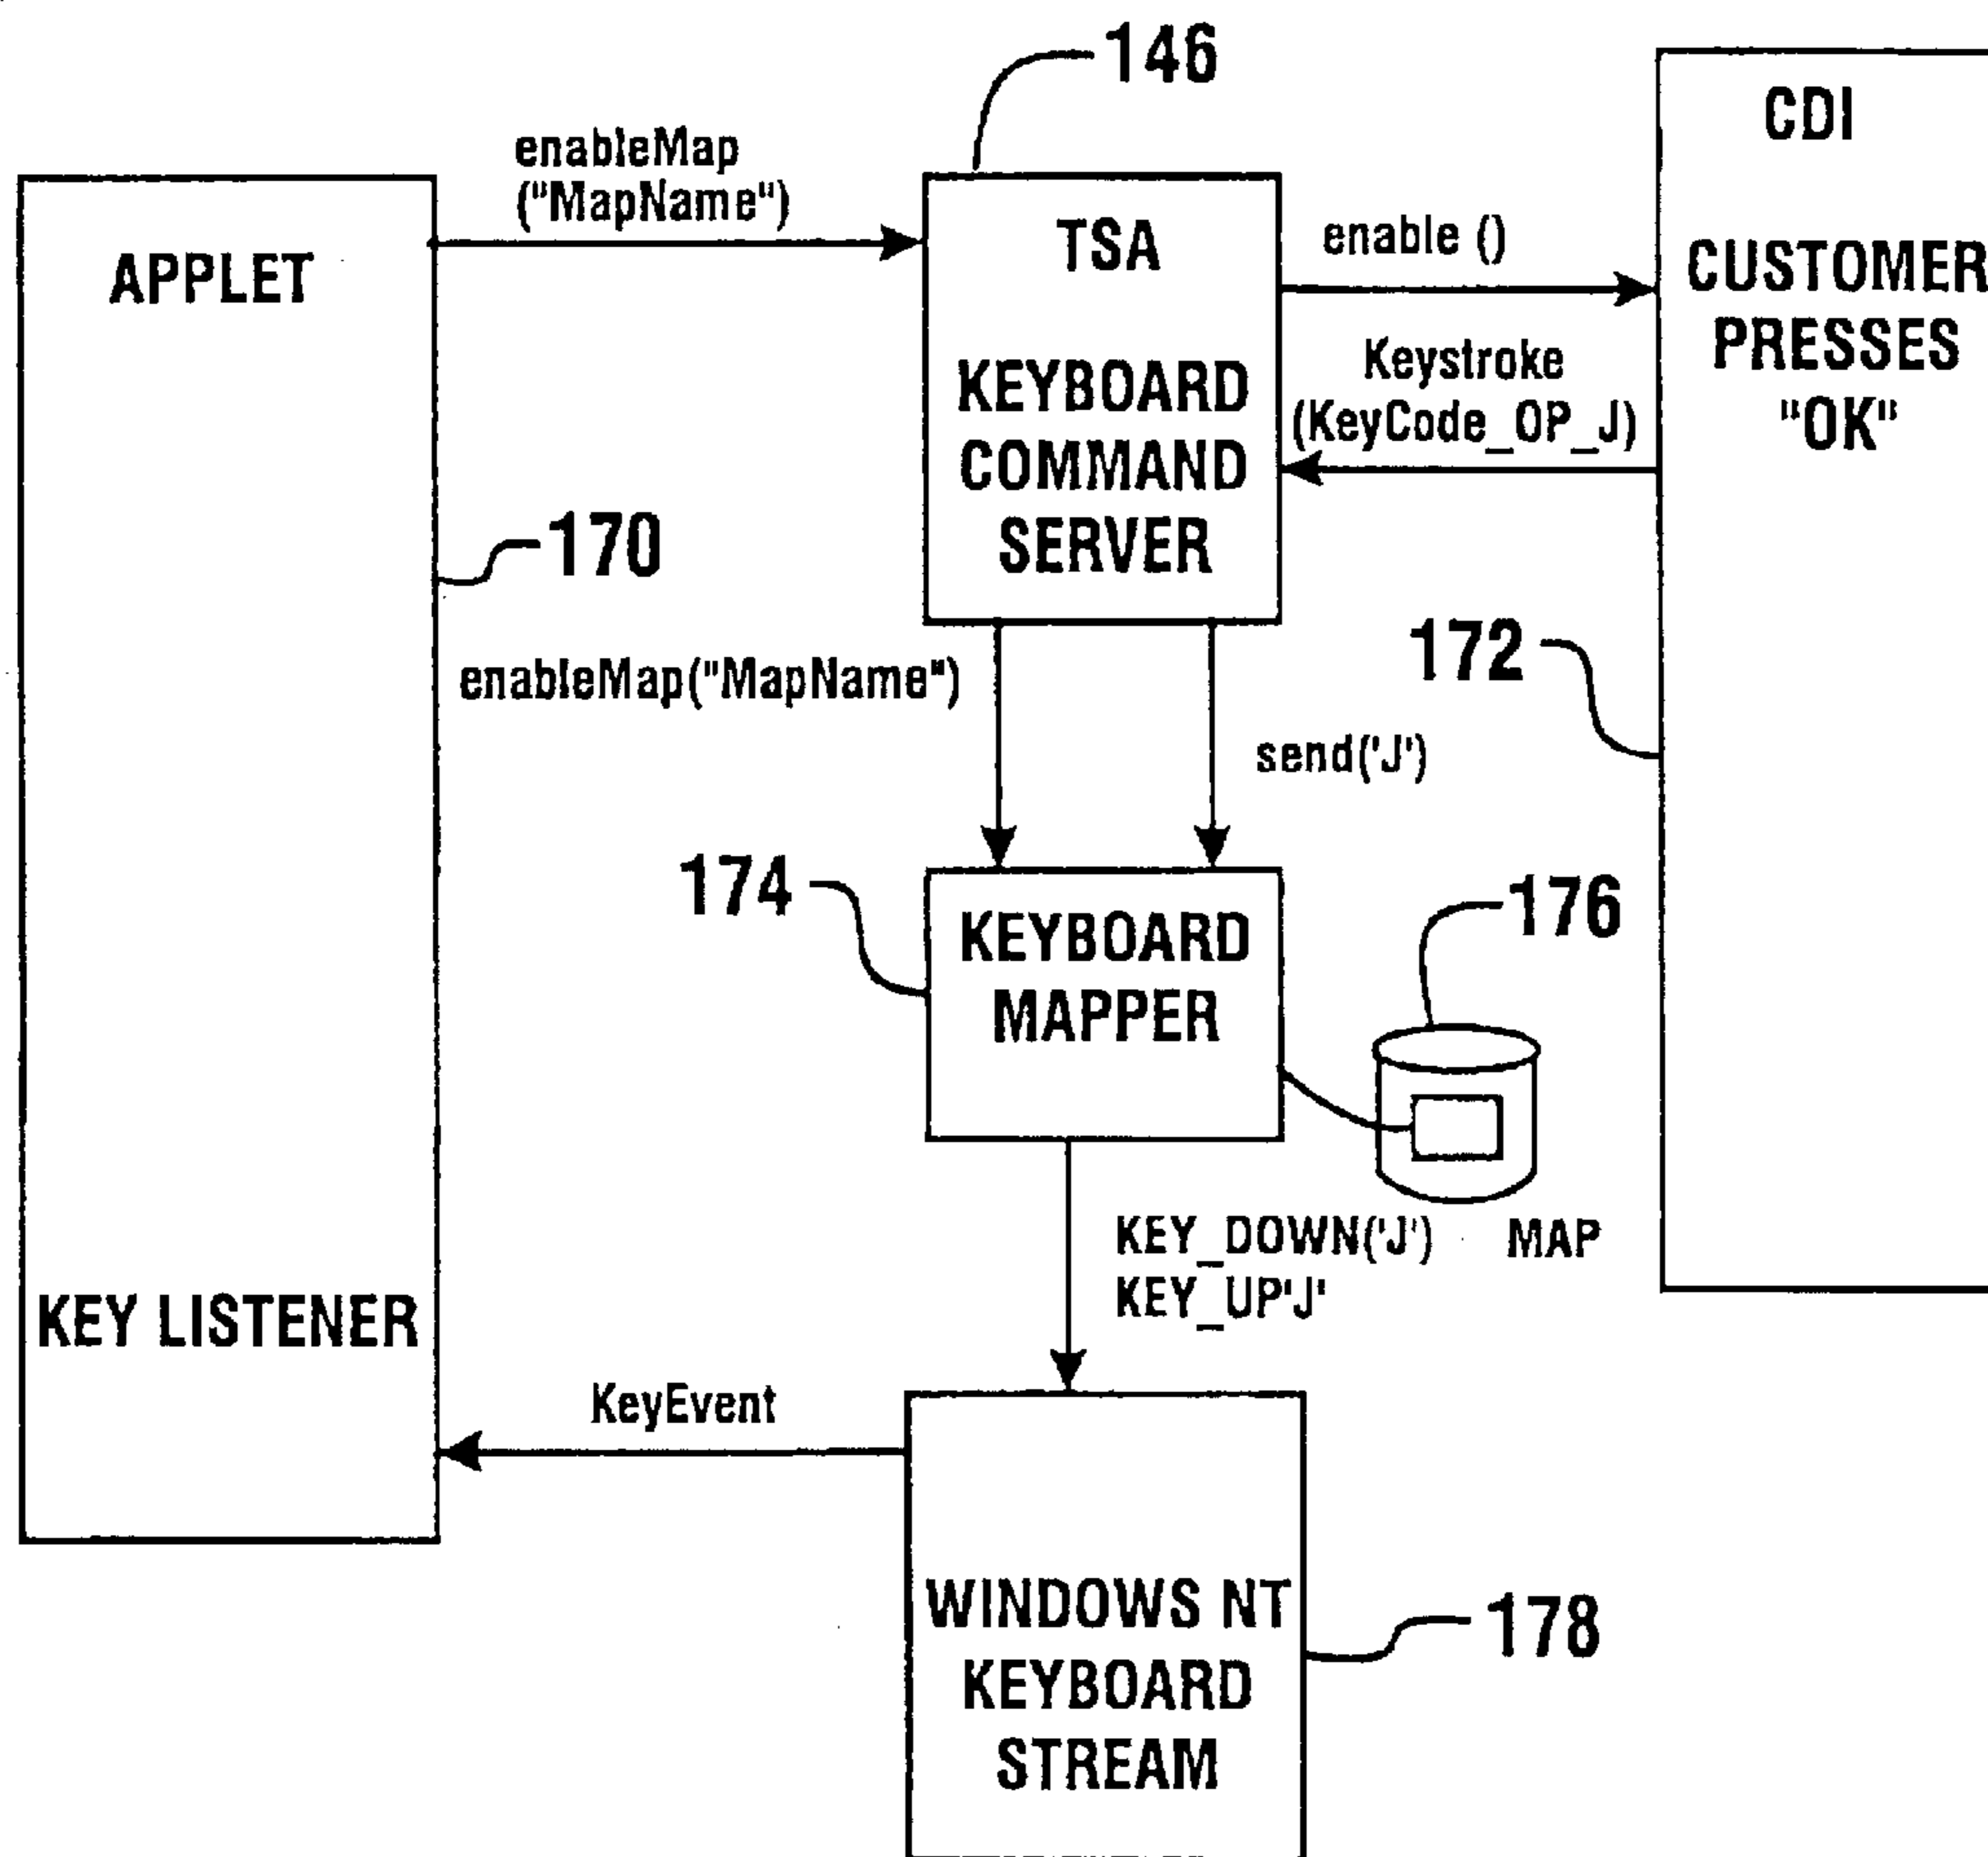 146
CDI
enableMap
("MapName")
APPLET
TSA
enable ()
CUSTOMER
PRESSES
"OK"
Keystroke
(KeyCode_OP_J)
KEYBOARD
COMMAND
SERVER
170
172
enableMap("MapName")
send('J')
174
KEYBOARD
MAPPER
176
KEY_DOWN('J')
KEY_UP'J'
MAP
KEY LISTENER
KeyEvent
WINDOWS NT
KEYBOARD
STREAM
178